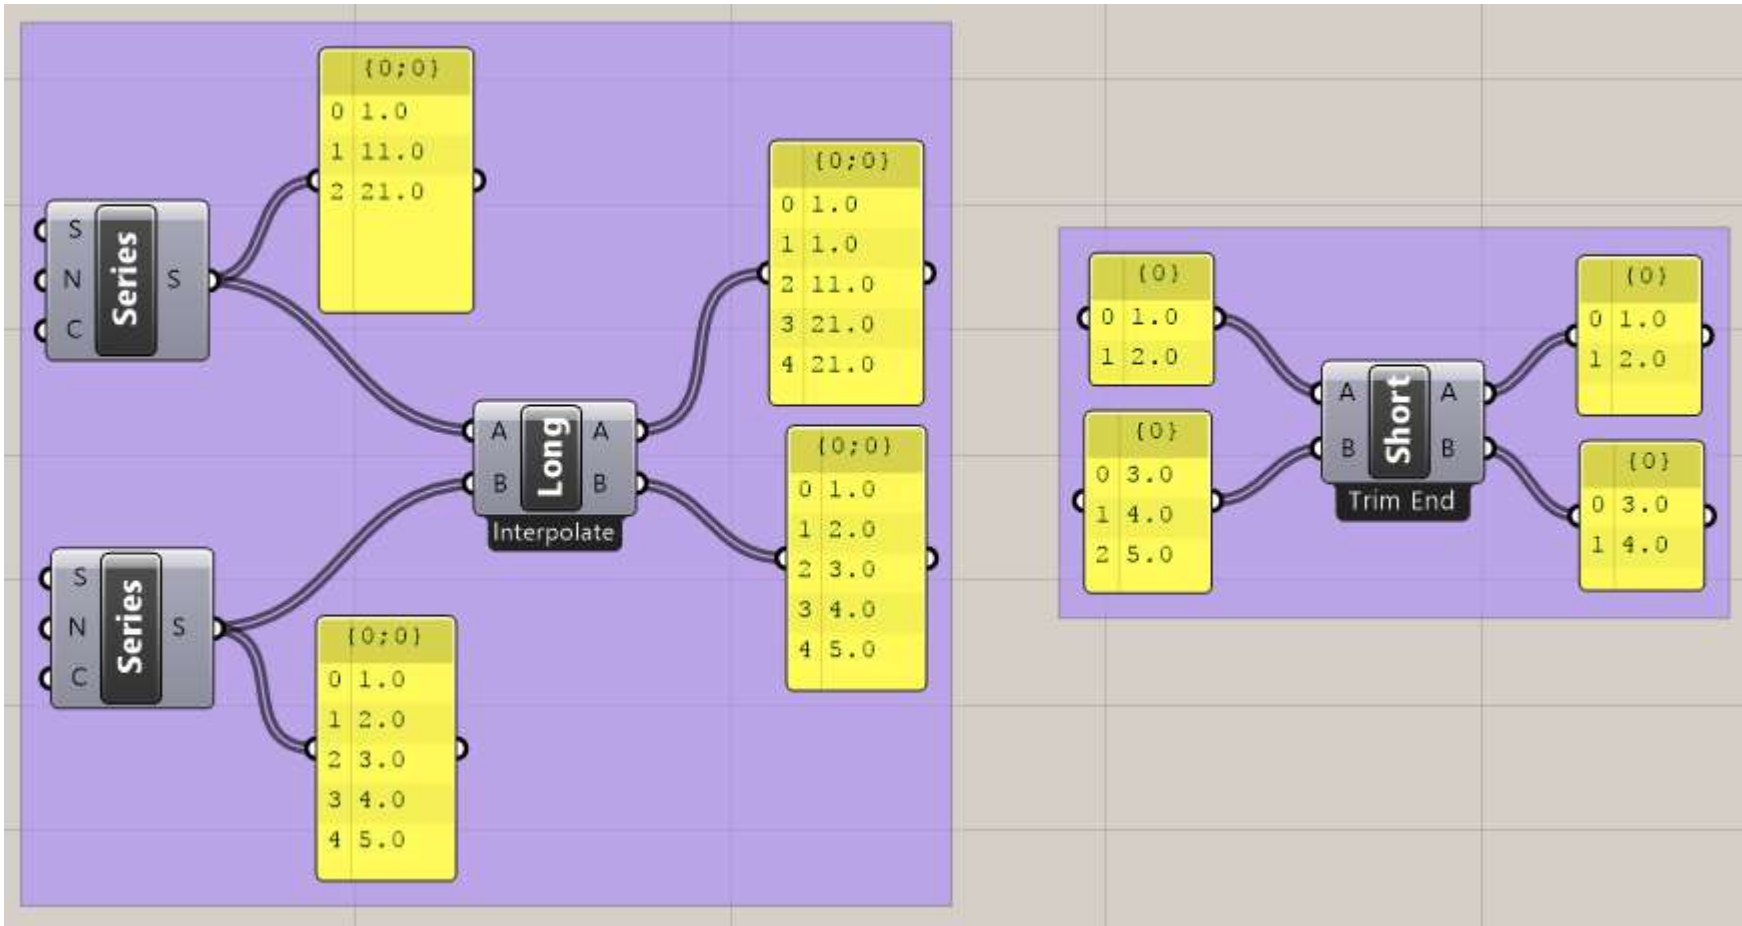 {0;0}
0 1.0
1 11.0
2 21.0
S
N
C
Series
S
{0;0}
0 1.0
1 1.0
2 11.0
3 21.0
4 21.0
A
B
Long
A
B
Interpolate
{0;0}
0 1.0
1 2.0
2 3.0
3 4.0
4 5.0
S
N
C
Series
S
{0;0}
0 1.0
1 2.0
2 3.0
3 4.0
4 5.0
{0}
0 1.0
1 2.0
{0}
0 3.0
1 4.0
2 5.0
A
B
Short
A
B
Trim End
{0}
0 1.0
1 2.0
{0}
0 3.0
1 4.0